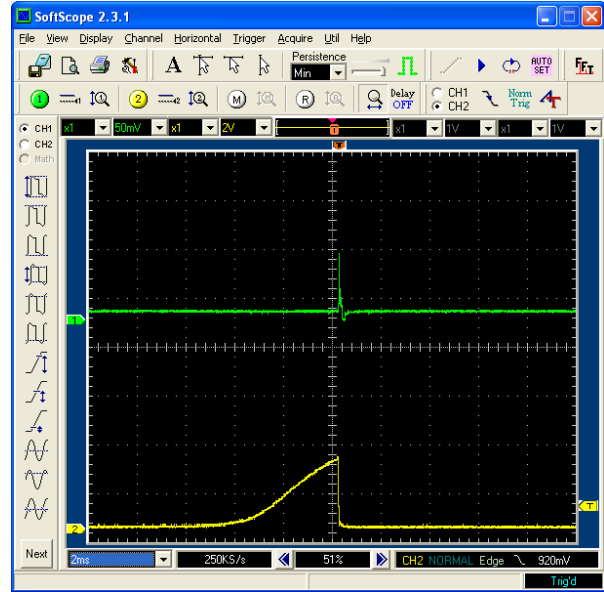 SoftScope 2.3.1
File View Display Channel Horizontal Trigger Acquire Util Help
A Persistence Min AUTO SET FFT
1 2 M R Delay OFF CH1 CH2 Norm Trig
CH1 x1 50mV x1 2V T x1 1V x1 1V
CH2
Math
T
1
T
2
Next 2ms 250KS/s 51% CH2 NORMAL Edge 920mV
Trig'd